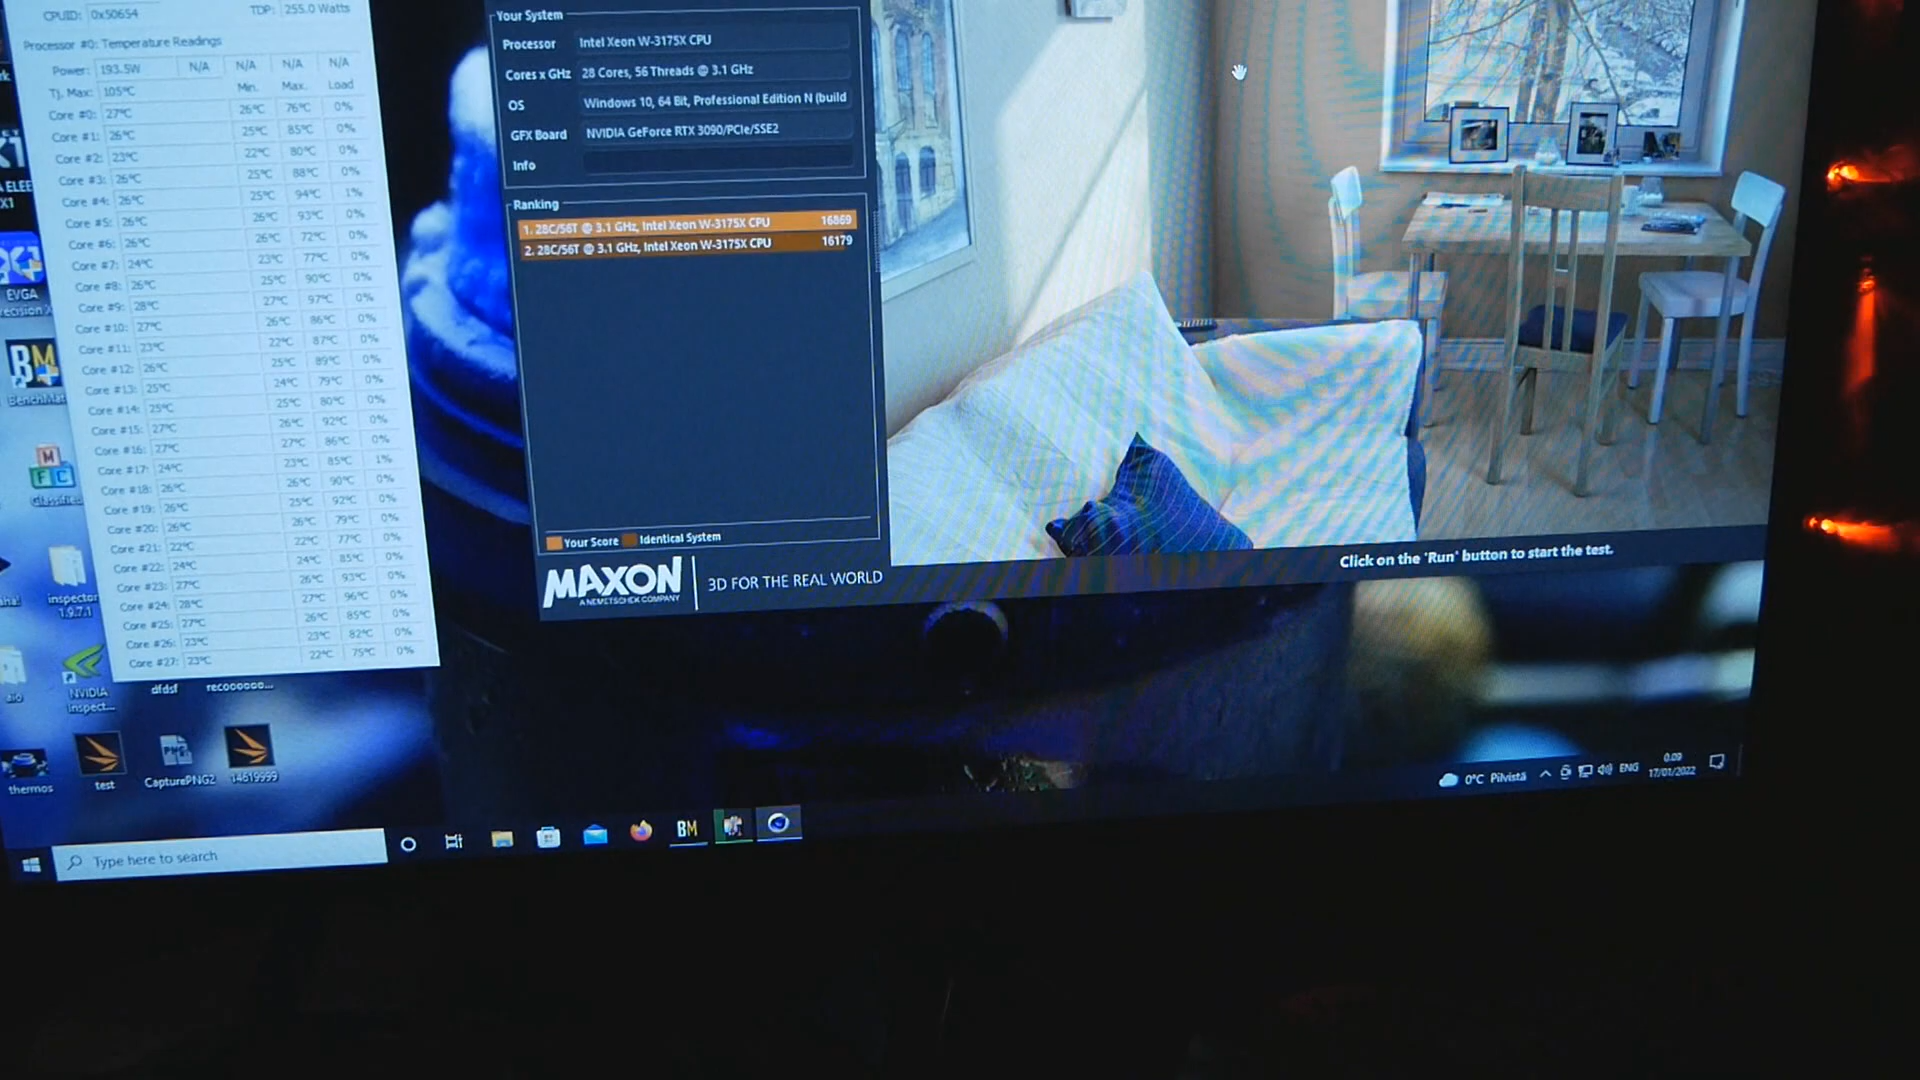 CPUID: 0x50654 TDP: 255.0 Watts
Processor #0: Temperature Readings
Power: 193.5W N/A N/A N/A N/A
Tj. Max: 105°C Min. Max. Load
Core #0: 27°C 26°C 76°C 0%
Core #1: 26°C 25°C 85°C 0%
Core #2: 23°C 22°C 80°C 0%
Core #3: 26°C 25°C 88°C 0%
Core #4: 26°C 25°C 94°C 1%
Core #5: 26°C 26°C 93°C 0%
Core #6: 26°C 26°C 72°C 0%
Core #7: 24°C 23°C 77°C 0%
Core #8: 26°C 25°C 90°C 0%
Core #9: 28°C 27°C 97°C 0%
Core #10: 27°C 26°C 86°C 0%
Core #11: 23°C 22°C 87°C 0%
Core #12: 26°C 25°C 89°C 0%
Core #13: 25°C 24°C 79°C 0%
Core #14: 25°C 25°C 80°C 0%
Core #15: 27°C 26°C 92°C 0%
Core #16: 27°C 27°C 86°C 0%
Core #17: 24°C 23°C 85°C 1%
Core #18: 26°C 26°C 90°C 0%
Core #19: 26°C 25°C 92°C 0%
Core #20: 26°C 26°C 79°C 0%
Core #21: 22°C 22°C 77°C 0%
Core #22: 24°C 24°C 85°C 0%
Core #23: 27°C 26°C 93°C 0%
Core #24: 28°C 27°C 96°C 0%
Core #25: 27°C 26°C 85°C 0%
Core #26: 23°C 23°C 82°C 0%
Core #27: 23°C 22°C 75°C 0%
Your System
Processor Intel Xeon W-3175X CPU
Cores x GHz 28 Cores, 56 Threads @ 3.1 GHz
OS Windows 10, 64 Bit, Professional Edition N (build
GFX Board NVIDIA GeForce RTX 3090/PCIe/SSE2
Info
Ranking
1. 28C/56T @ 3.1 GHz, Intel Xeon W-3175X CPU 16869
2. 28C/56T @ 3.1 GHz, Intel Xeon W-3175X CPU 16179
Your Score Identical System
MAXON
A NEMETSCHEK COMPANY
3D FOR THE REAL WORLD
Click on the 'Run' button to start the test.
X1
EVGA
BM
M
F C
inspector
1.9.7.1
aio
NVIDIA
Inspect...
dfdsf
recoooooo...
thermos
test
PNG
CapturePNG2
14619999
Type here to search
BM
0°C Pilvistä
ENG
0.09
17/01/2022